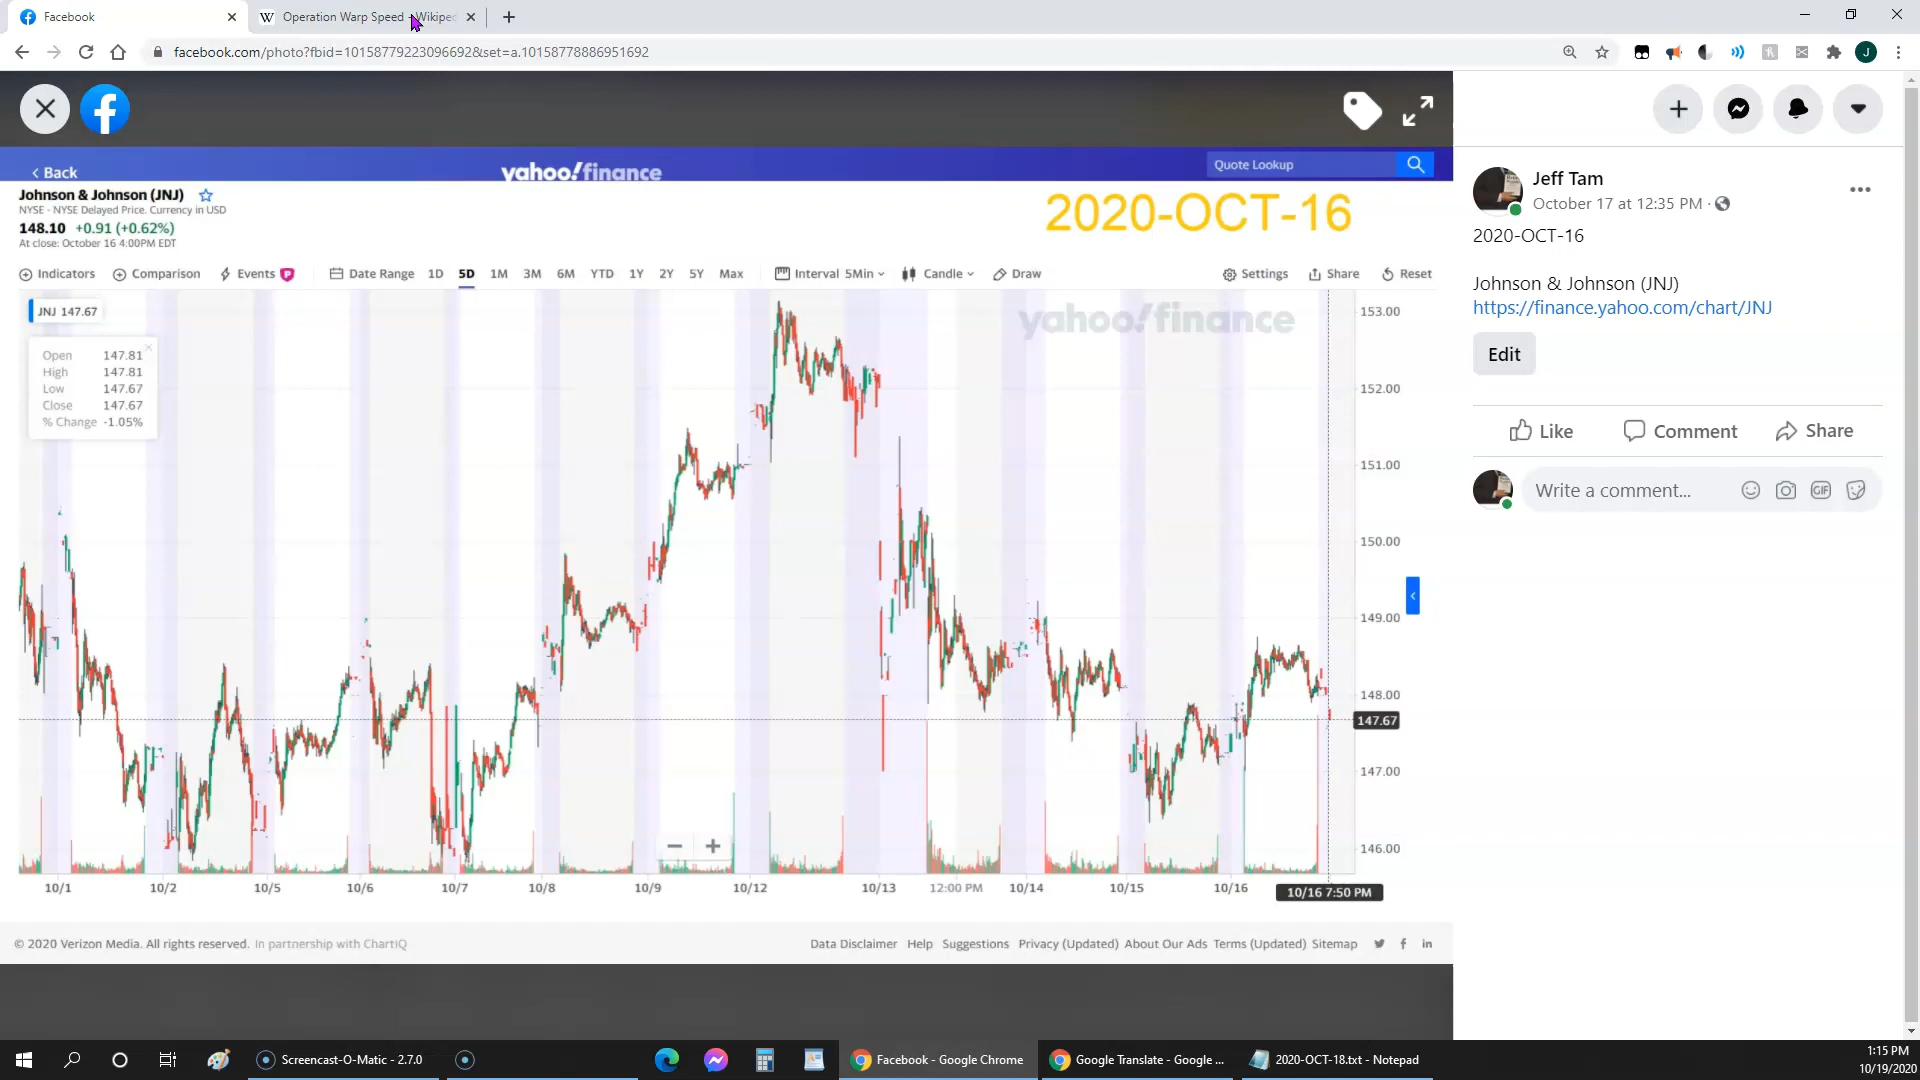 Facebook
Operation Warp Speed - Wikiped
facebook.com/photo?fbid=10158779223096692&set=a.10158778886951692
J
< Back
yahoo!finance
Quote Lookup
Johnson & Johnson (JNJ)
NYSE - NYSE Delayed Price. Currency in USD
148.10 +0.91 (+0.62%)
At close: October 16 4:00PM EDT
2020-OCT-16
Indicators Comparison Events Date Range 1D 5D 1M 3M 6M YTD 1Y 2Y 5Y Max Interval 5Min Candle Draw Settings Share Reset
JNJ 147.67
yahoo!finance
Open 147.81
High 147.81
Low 147.67
Close 147.67
% Change -1.05%
153.00
152.00
151.00
150.00
149.00
148.00
147.67
147.00
146.00
10/1 10/2 10/5 10/6 10/7 10/8 10/9 10/12 10/13 12:00 PM 10/14 10/15 10/16 10/16 7:50 PM
© 2020 Verizon Media. All rights reserved. In partnership with ChartIQ
Data Disclaimer Help Suggestions Privacy (Updated) About Our Ads Terms (Updated) Sitemap
Jeff Tam
October 17 at 12:35 PM ·
2020-OCT-16
Johnson & Johnson (JNJ)
https://finance.yahoo.com/chart/JNJ
Edit
Like Comment Share
Write a comment...
GIF
Screencast-O-Matic - 2.7.0
Facebook - Google Chrome
Google Translate - Google ...
2020-OCT-18.txt - Notepad
1:15 PM
10/19/2020